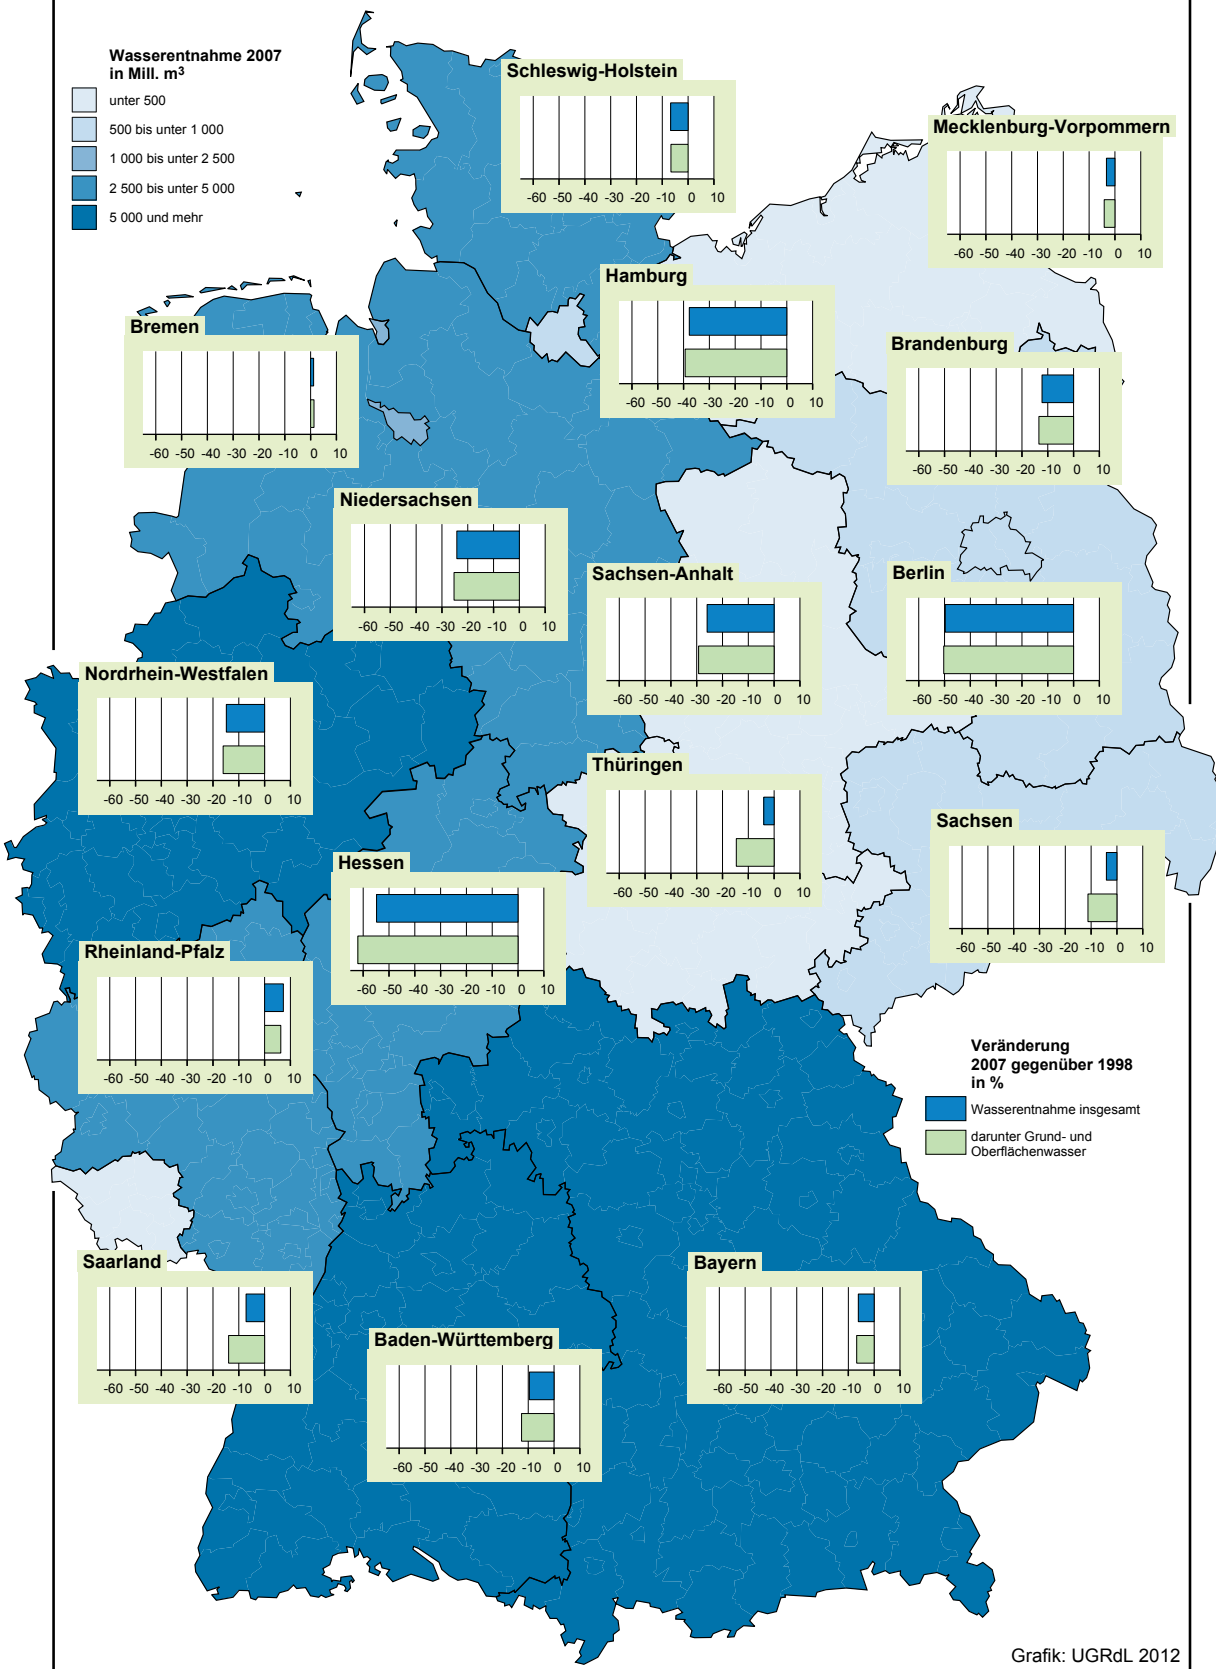 Wasserentnahme 2007
in Mill. m³
unter 500
500 bis unter 1 000
1 000 bis unter 2 500
2 500 bis unter 5 000
5 000 und mehr
Schleswig-Holstein
-60 -50 -40 -30 -20 -10 0 10
Mecklenburg-Vorpommern
-60 -50 -40 -30 -20 -10 0 10
Hamburg
-60 -50 -40 -30 -20 -10 0 10
Bremen
-60 -50 -40 -30 -20 -10 0 10
Brandenburg
-60 -50 -40 -30 -20 -10 0 10
Niedersachsen
-60 -50 -40 -30 -20 -10 0 10
Sachsen-Anhalt
-60 -50 -40 -30 -20 -10 0 10
Berlin
-60 -50 -40 -30 -20 -10 0 10
Nordrhein-Westfalen
-60 -50 -40 -30 -20 -10 0 10
Thüringen
-60 -50 -40 -30 -20 -10 0 10
Sachsen
-60 -50 -40 -30 -20 -10 0 10
Hessen
-60 -50 -40 -30 -20 -10 0 10
Rheinland-Pfalz
-60 -50 -40 -30 -20 -10 0 10
Veränderung
2007 gegenüber 1998
in %
Wasserentnahme insgesamt
darunter Grund- und
Oberflächenwasser
Saarland
-60 -50 -40 -30 -20 -10 0 10
Bayern
-60 -50 -40 -30 -20 -10 0 10
Baden-Württemberg
-60 -50 -40 -30 -20 -10 0 10
Grafik: UGRdL 2012